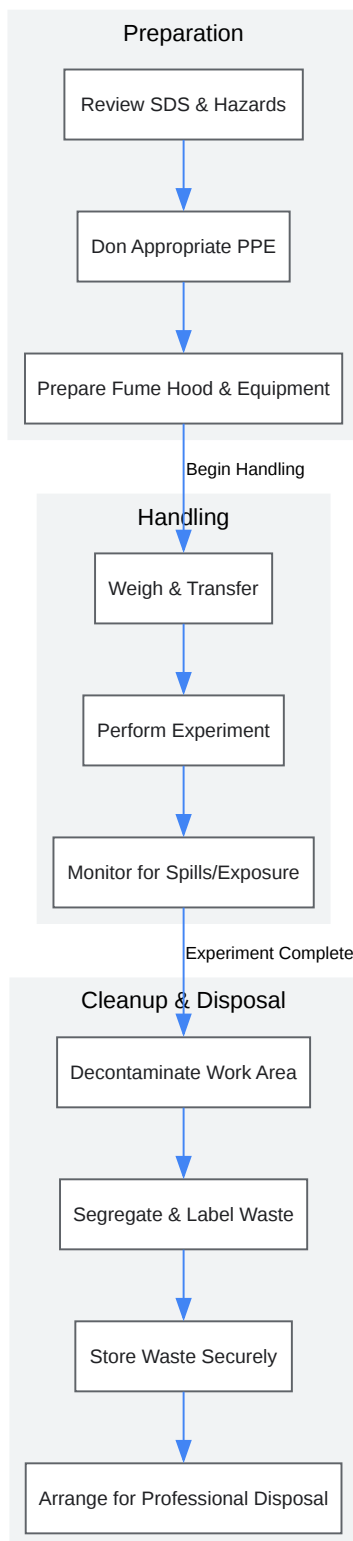 Preparation
Review SDS & Hazards
Don Appropriate PPE
Prepare Fume Hood & Equipment
Begin Handling
Handling
Weigh & Transfer
Perform Experiment
Monitor for Spills/Exposure
Experiment Complete
Cleanup & Disposal
Decontaminate Work Area
Segregate & Label Waste
Store Waste Securely
Arrange for Professional Disposal